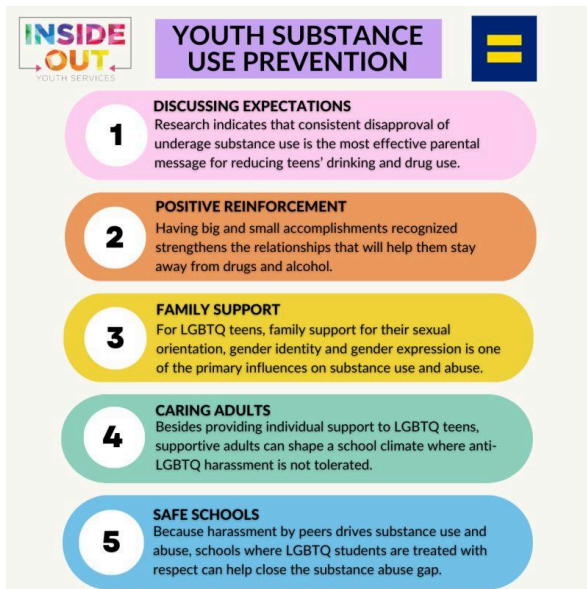 INSIDE
OUT
YOUTH SERVICES
YOUTH SUBSTANCE
USE PREVENTION
1
DISCUSSING EXPECTATIONS
Research indicates that consistent disapproval of
underage substance use is the most effective parental
message for reducing teens' drinking and drug use.
2
POSITIVE REINFORCEMENT
Having big and small accomplishments recognized
strengthens the relationships that will help them stay
away from drugs and alcohol.
3
FAMILY SUPPORT
For LGBTQ teens, family support for their sexual
orientation, gender identity and gender expression is one
of the primary influences on substance use and abuse.
4
CARING ADULTS
Besides providing individual support to LGBTQ teens,
supportive adults can shape a school climate where anti-
LGBTQ harassment is not tolerated.
5
SAFE SCHOOLS
Because harassment by peers drives substance use and
abuse, schools where LGBTQ students are treated with
respect can help close the substance abuse gap.